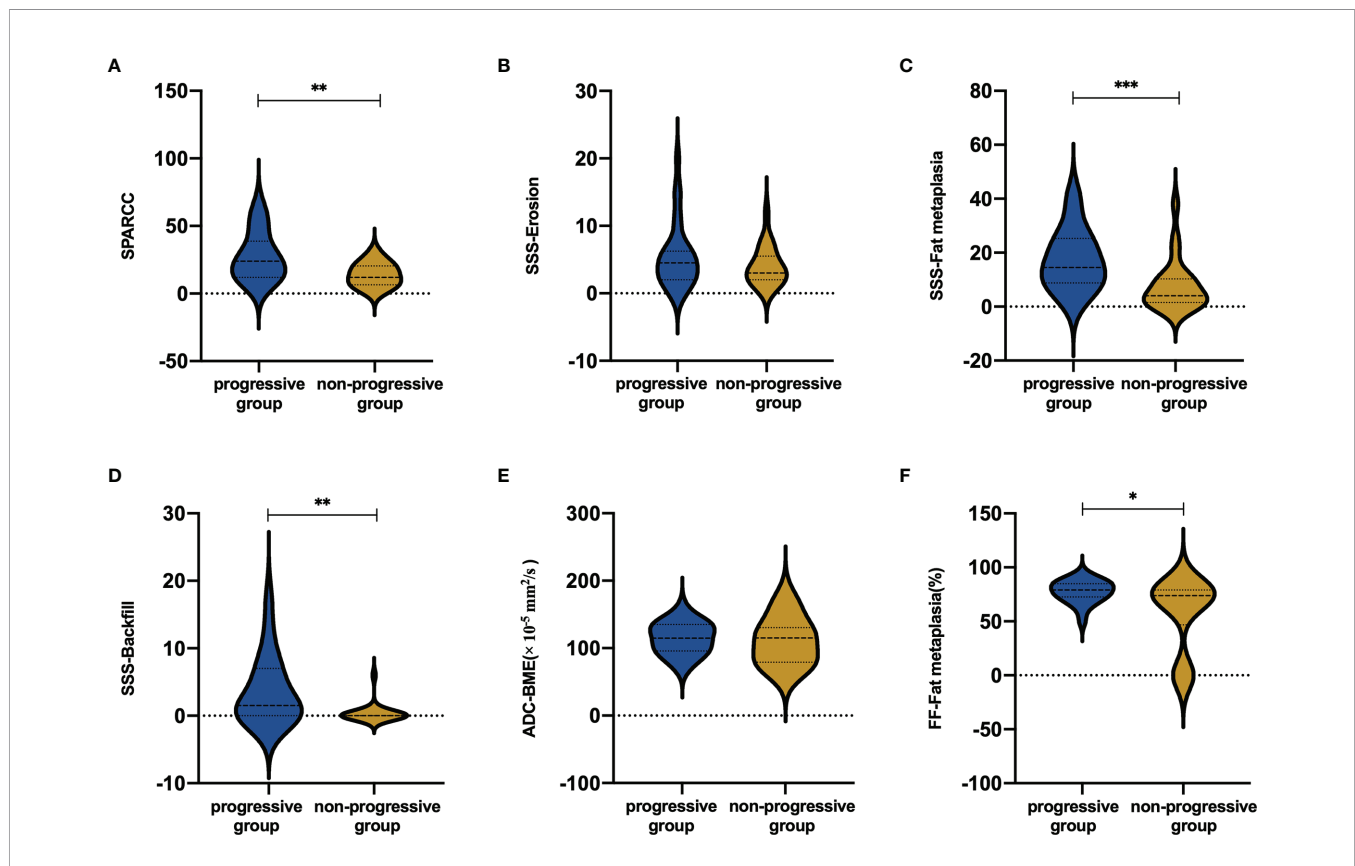 A
SPARCC
150
100
50
0
-50
**
progressive
group
non-progressive
group
B
SSS-Erosion
30
20
10
0
-10
progressive
group
non-progressive
group
C
SSS-Fat metaplasia
80
60
40
20
0
-20
***
progressive
group
non-progressive
group
D
SSS-Backfill
30
20
10
0
-10
**
progressive
group
non-progressive
group
E
ADC-BME(× 10⁻⁵ mm²/s )
300
200
100
0
-100
progressive
group
non-progressive
group
F
FF-Fat metaplasia(%)
150
100
50
0
-50
-100
*
progressive
group
non-progressive
group